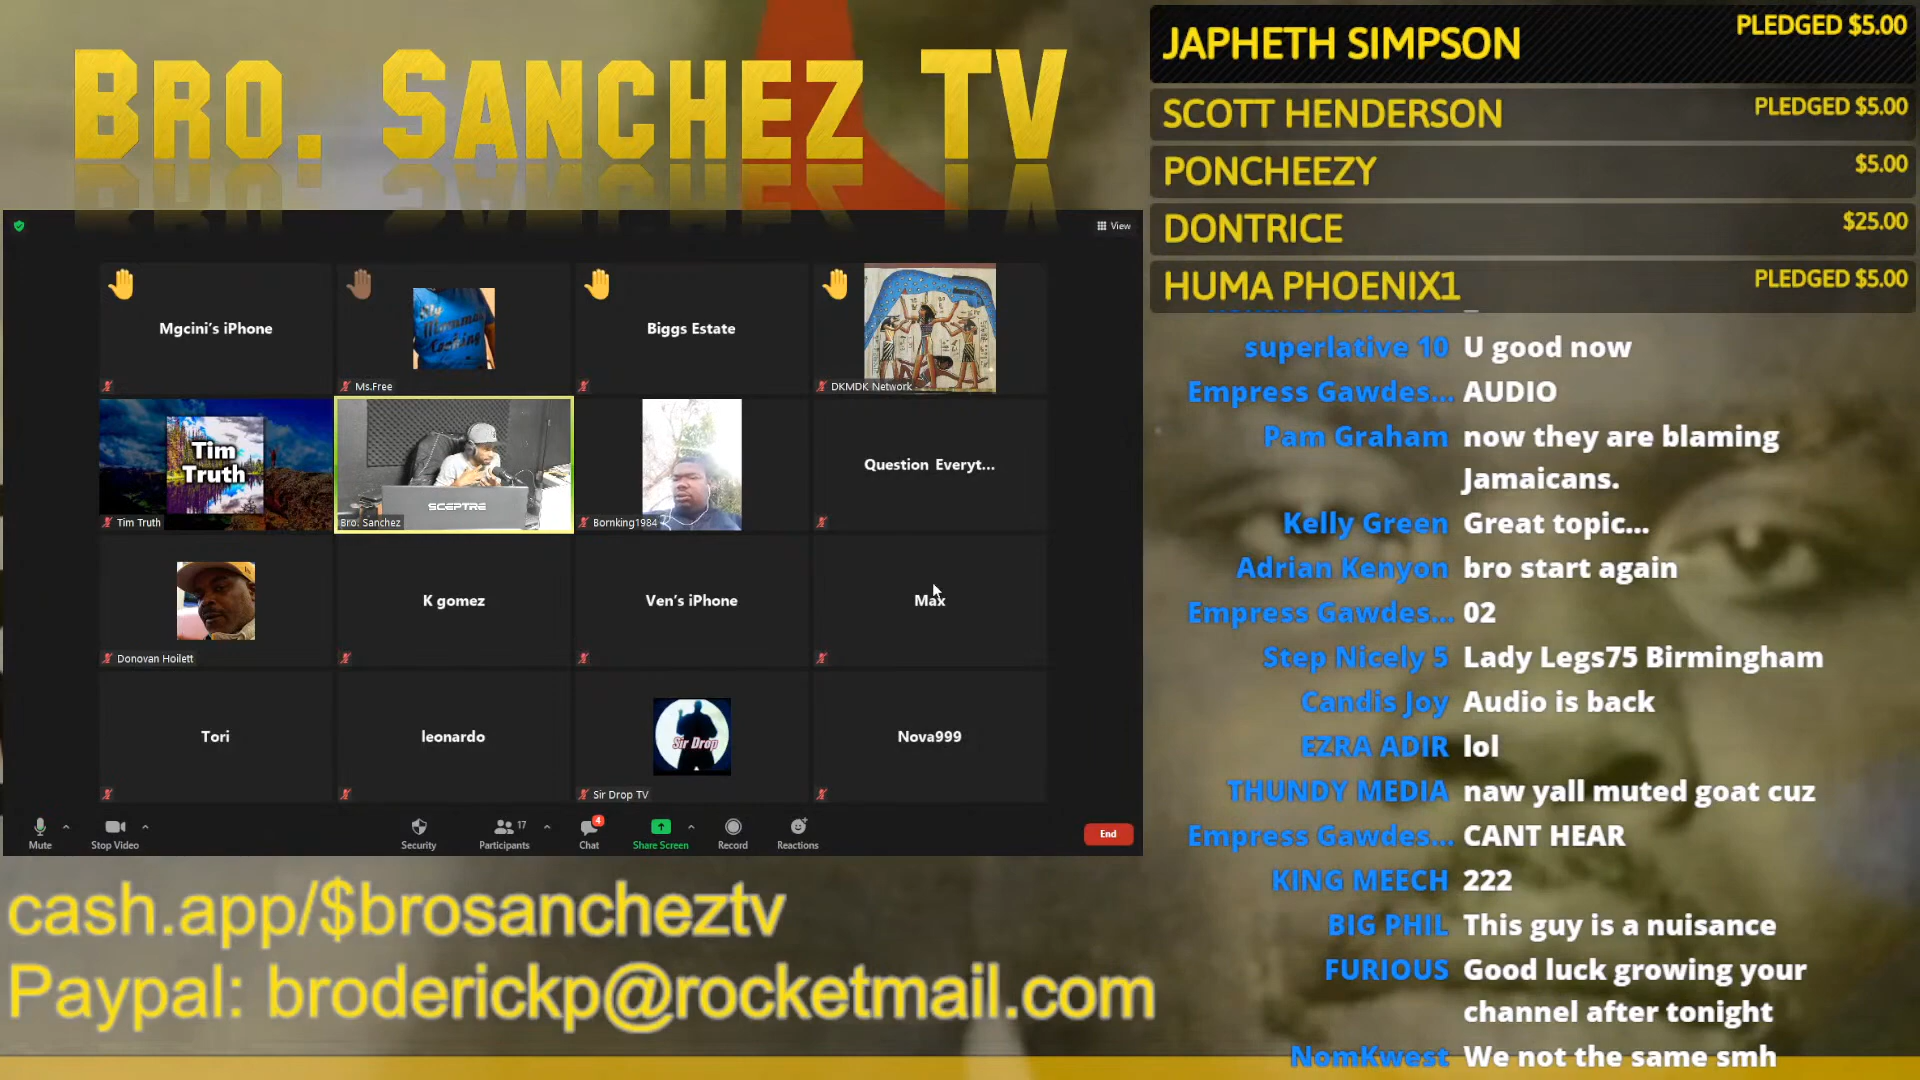 BRO. SANCHEZ TV
JAPHETH SIMPSON PLEDGED $5.00
SCOTT HENDERSON PLEDGED $5.00
PONCHEEZY $5.00
DONTRICE $25.00
HUMA PHOENIX1 PLEDGED $5.00
View
Mgcini's iPhone
My Mammas Cooking
Ms.Free
Biggs Estate
DKMDK Network
Tim
Truth
Tim Truth
SCEPTRE
Bro. Sanchez
Bornking1984
Question Everyt...
Donovan Hoilett
K gomez
Ven's iPhone
Max
Tori
leonardo
Sir Drop
Sir Drop TV
Nova999
Mute
Stop Video
Security
17
Participants
4
Chat
Share Screen
Record
Reactions
End
cash.app/$brosancheztv
Paypal: broderickp@rocketmail.com
superlative 10 U good now
Empress Gawdes... AUDIO
Pam Graham now they are blaming
Jamaicans.
Kelly Green Great topic...
Adrian Kenyon bro start again
Empress Gawdes... 02
Step Nicely 5 Lady Legs75 Birmingham
Candis Joy Audio is back
EZRA ADIR lol
THUNDY MEDIA naw yall muted goat cuz
Empress Gawdes... CANT HEAR
KING MEECH 222
BIG PHIL This guy is a nuisance
FURIOUS Good luck growing your
channel after tonight
NomKwest We not the same smh